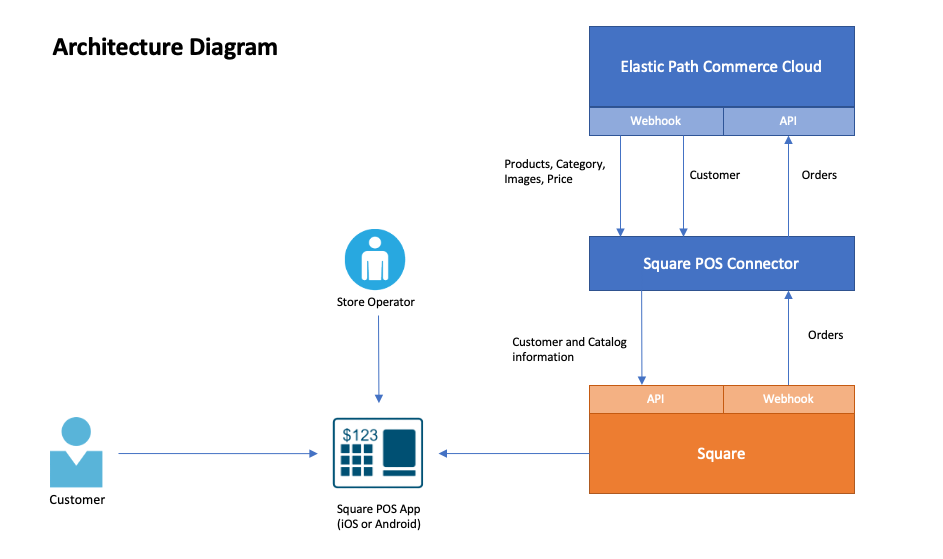 Architecture Diagram
Elastic Path Commerce Cloud
Webhook
API
Products, Category,
Images, Price
Customer
Orders
Square POS Connector
Store Operator
Customer and Catalog
information
Orders
API
Webhook
$123
Square
Customer
Square POS App
(iOS or Android)